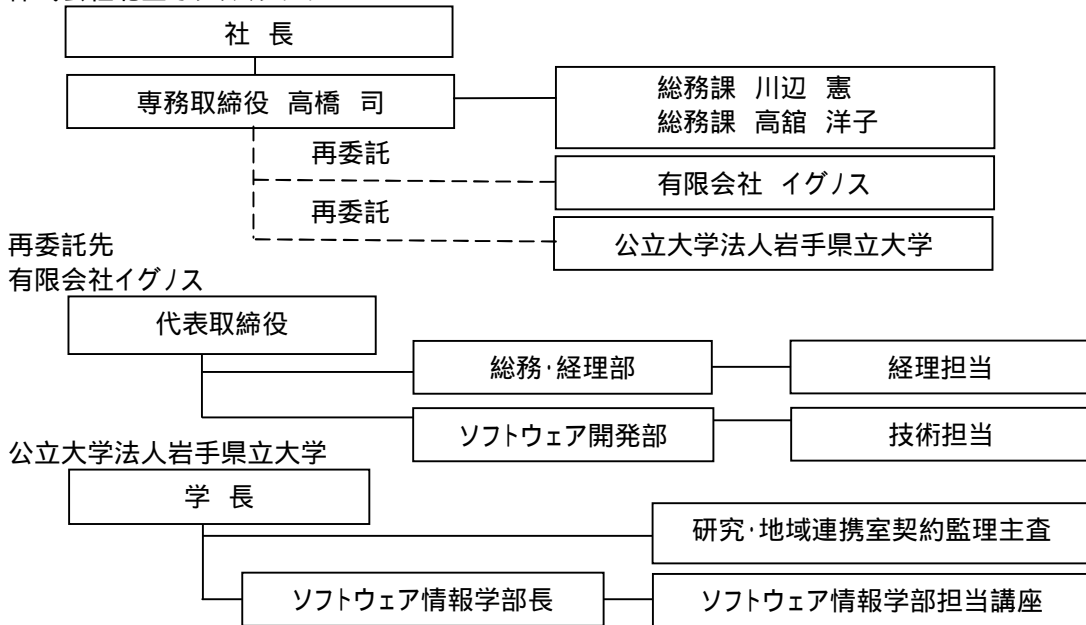 社 長
専務取締役 高橋 司
総務課 川辺 憲
総務課 高舘 洋子
再委託
有限会社 イグノス
再委託
公立大学法人岩手県立大学
再委託先
有限会社イグノス
代表取締役
総務・経理部
経理担当
ソフトウェア開発部
技術担当
公立大学法人岩手県立大学
学 長
研究・地域連携室契約監理主査
ソフトウェア情報学部長
ソフトウェア情報学部担当講座